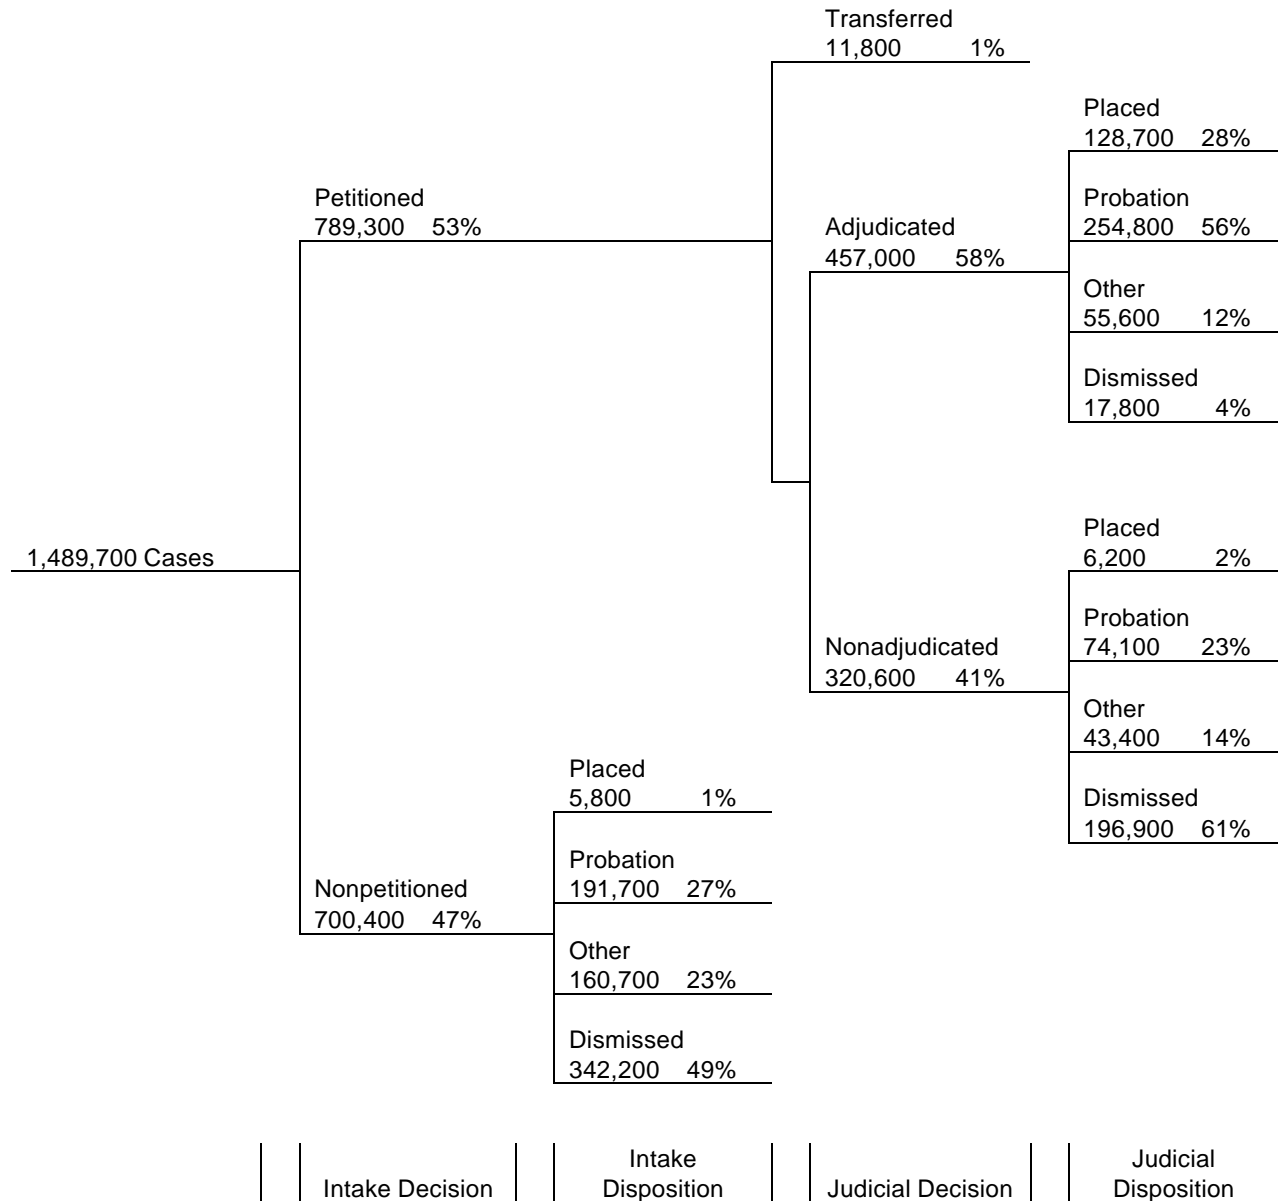 Transferred
11,800 1%
Placed
128,700 28%
Petitioned
789,300 53%
Probation
254,800 56%
Adjudicated
457,000 58%
Other
55,600 12%
Dismissed
17,800 4%
1,489,700 Cases
Placed
6,200 2%
Probation
74,100 23%
Nonadjudicated
320,600 41%
Other
43,400 14%
Dismissed
196,900 61%
Placed
5,800 1%
Probation
191,700 27%
Nonpetitioned
700,400 47%
Other
160,700 23%
Dismissed
342,200 49%
Intake Decision
Intake
Disposition
Judicial Decision
Judicial
Disposition